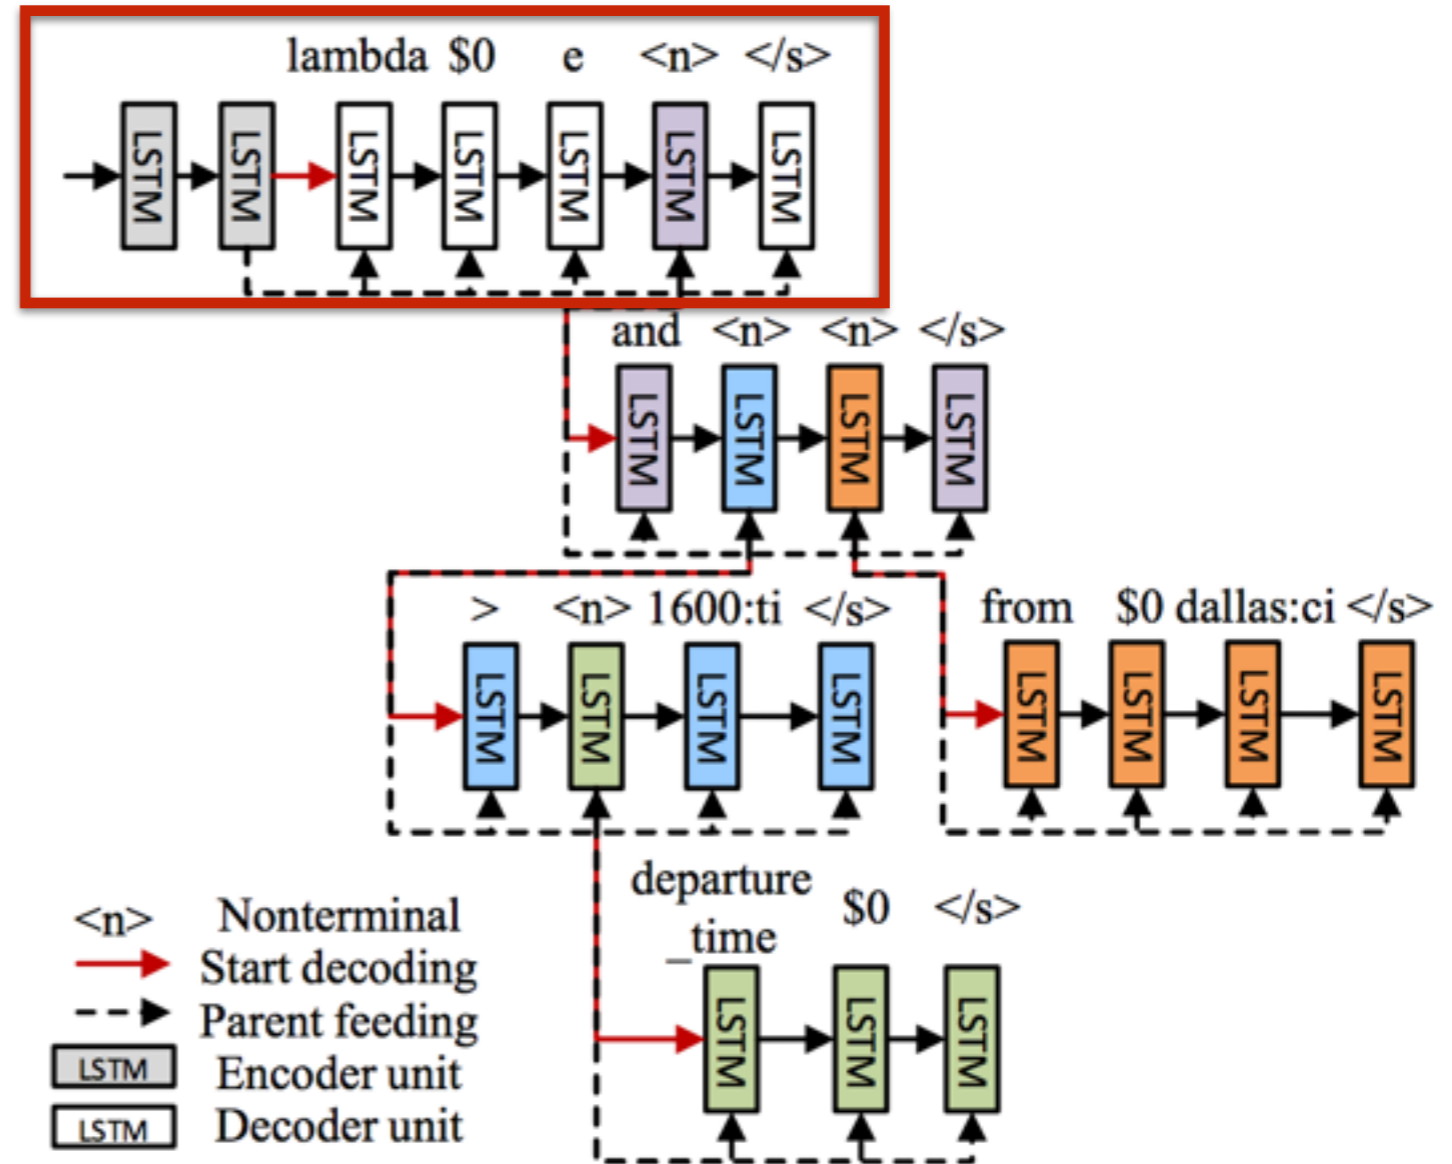 lambda $0 e <n> </s>
LSTM LSTM LSTM LSTM LSTM LSTM LSTM
and <n> <n> </s>
LSTM LSTM LSTM LSTM
> <n> 1600:ti </s>
LSTM LSTM LSTM LSTM
from $0 dallas:ci </s>
LSTM LSTM LSTM LSTM
departure
_time $0 </s>
LSTM LSTM LSTM
<n> Nonterminal
Start decoding
Parent feeding
LSTM Encoder unit
LSTM Decoder unit